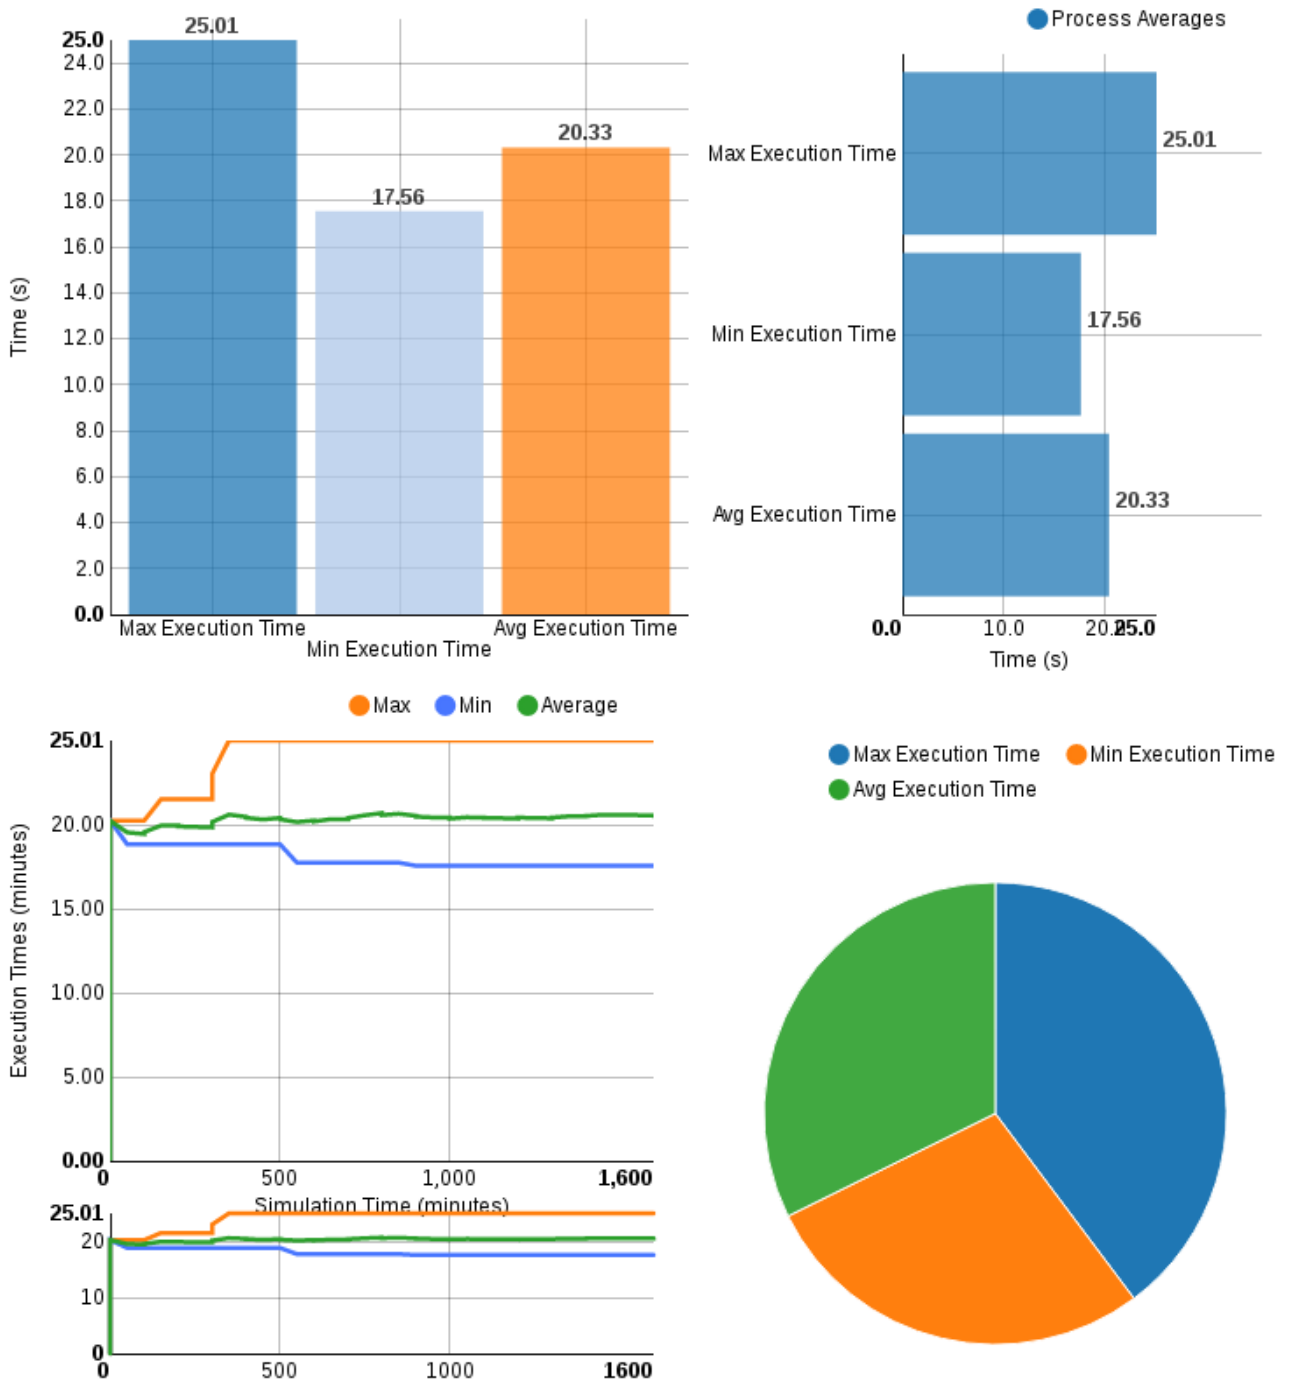 25.01
25.0
24.0
22.0
20.33
20.0
17.56
18.0
16.0
14.0
12.0
10.0
8.0
6.0
4.0
2.0
0.0
Time (s)
Max Execution Time
Min Execution Time
Avg Execution Time
Process Averages
Max Execution Time
25.01
Min Execution Time
17.56
Avg Execution Time
20.33
0.0 10.0 20.0 25.0
Time (s)
Max Min Average
25.01
20.00
15.00
10.00
5.00
0.00
Execution Times (minutes)
0 500 1,000 1,600
Simulation Time (minutes)
25.01
20
10
0
0 500 1000 1600
Max Execution Time Min Execution Time
Avg Execution Time